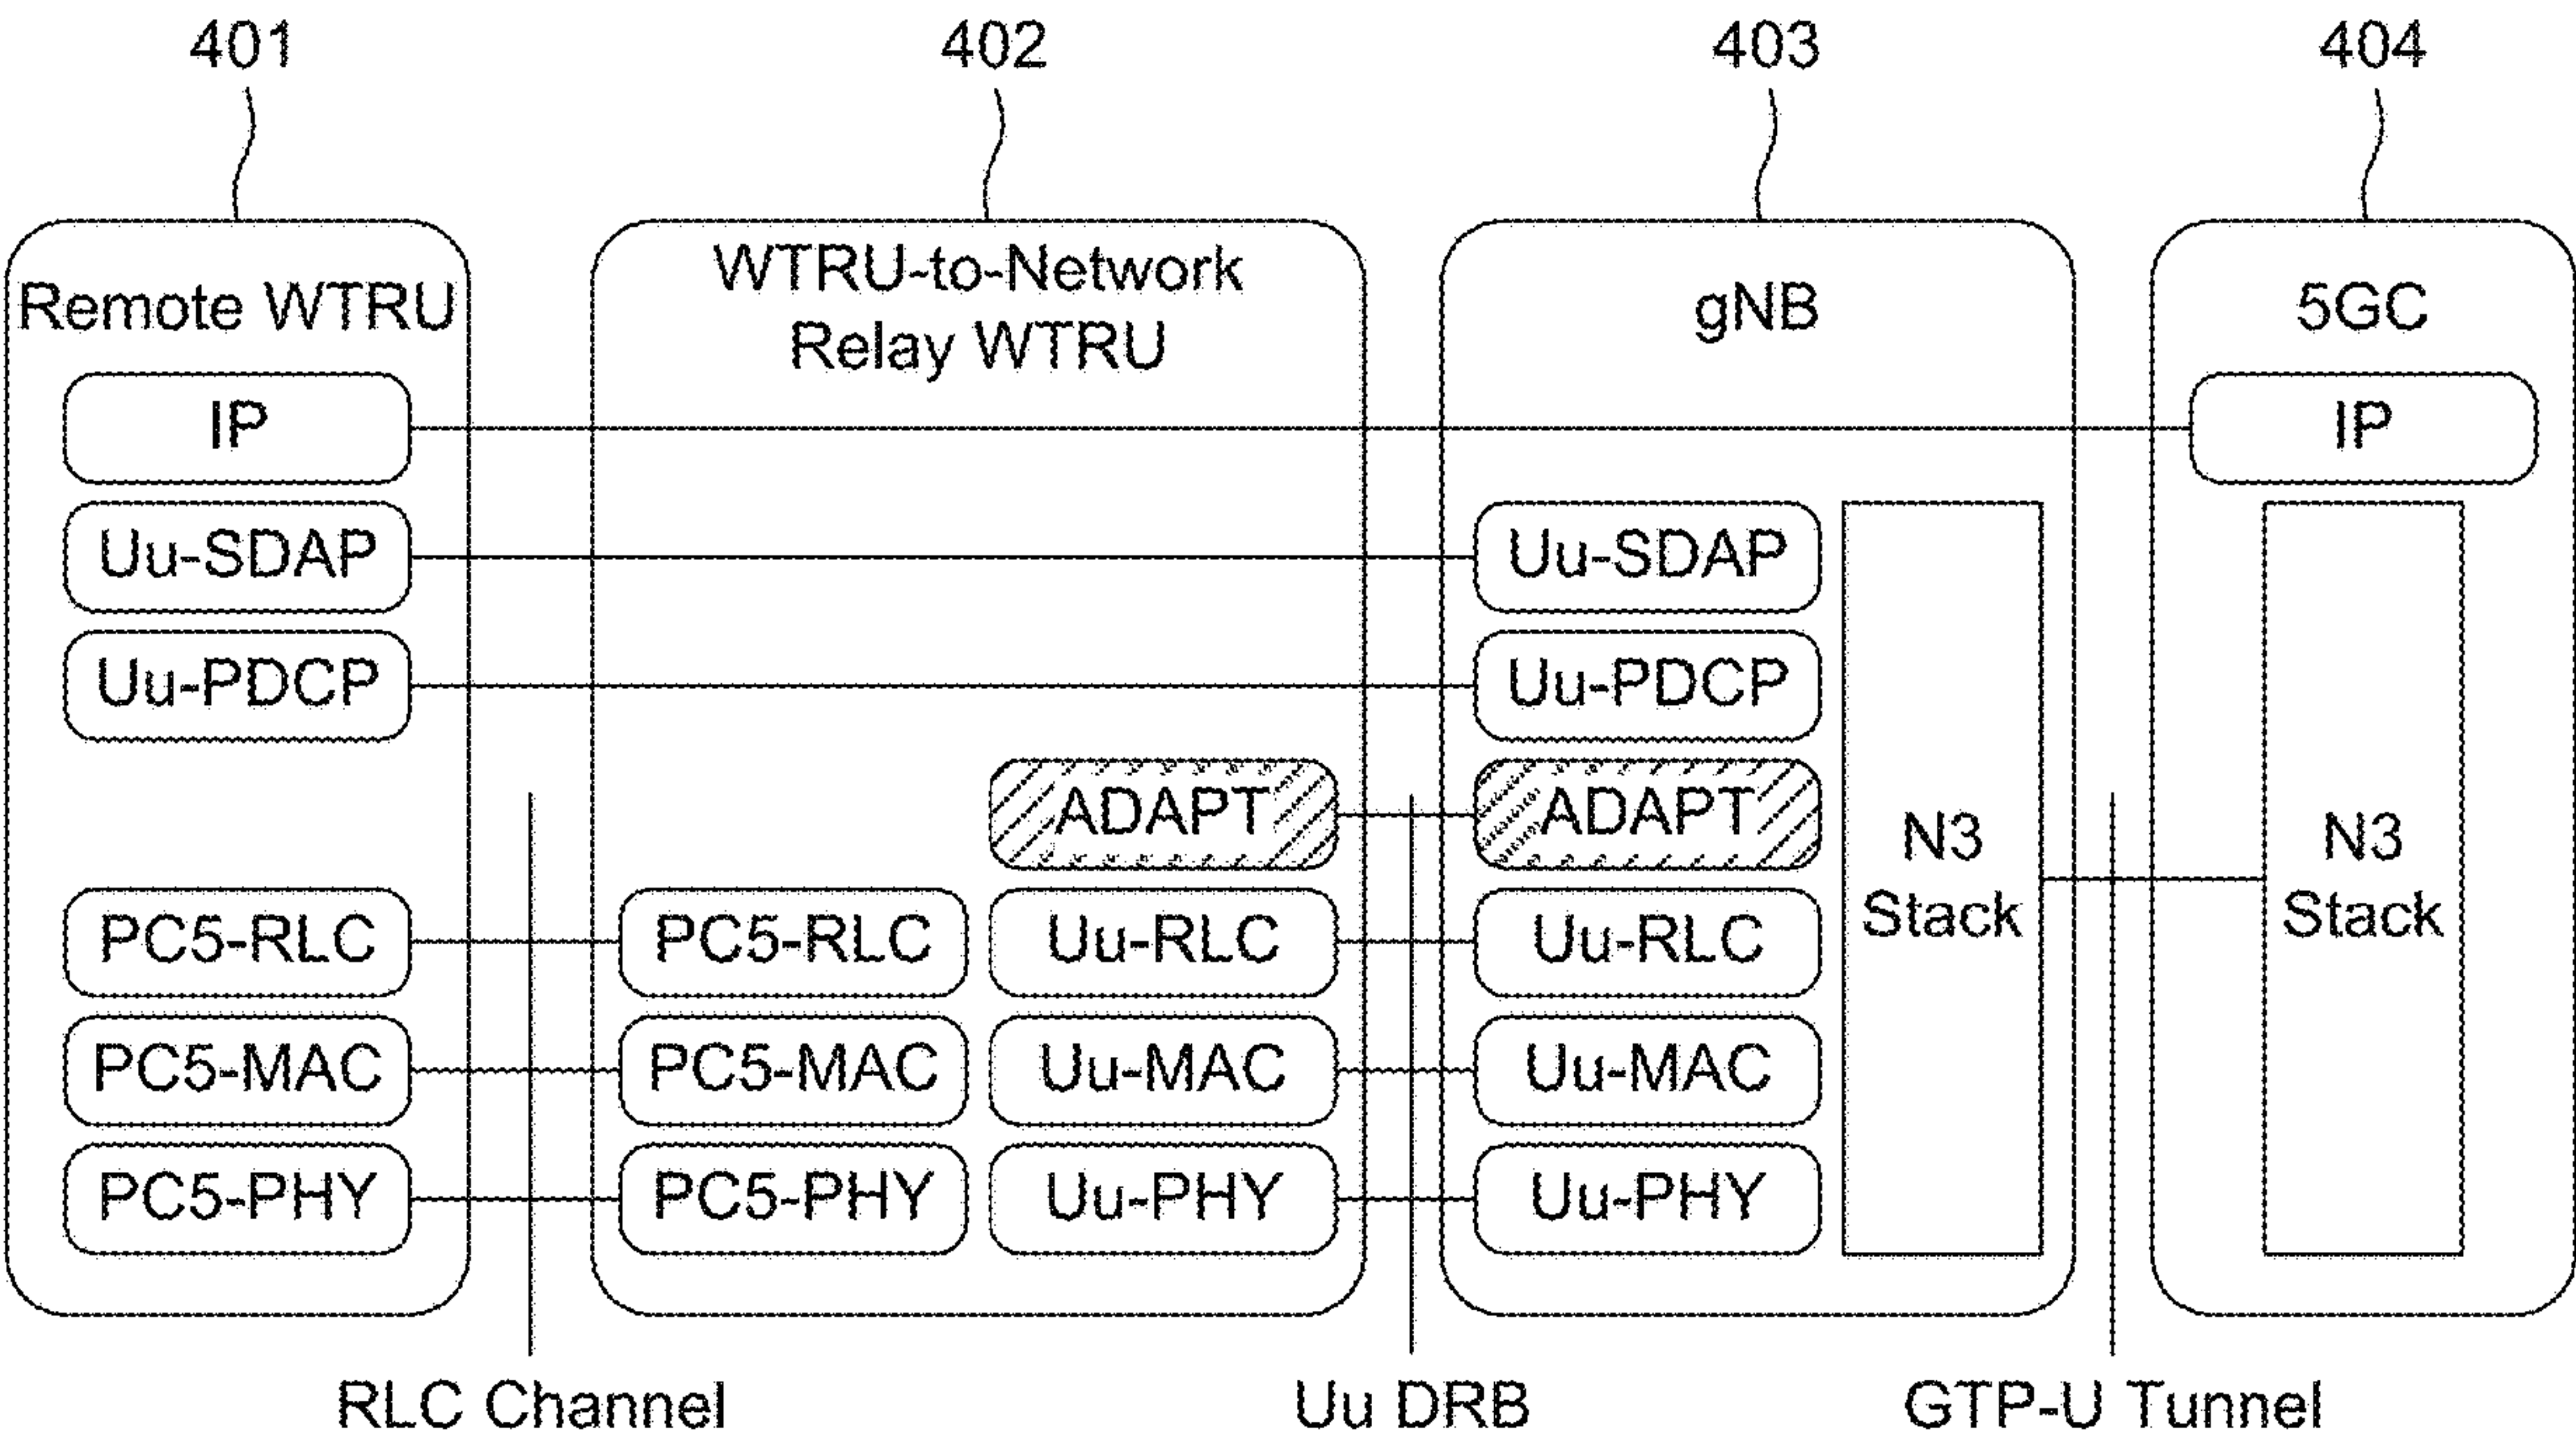 401
402
403
404
Remote WTRU
WTRU-to-Network
Relay WTRU
gNB
5GC
IP
IP
Uu-SDAP
Uu-SDAP
Uu-PDCP
Uu-PDCP
ADAPT
ADAPT
N3
Stack
N3
Stack
PC5-RLC
PC5-RLC
Uu-RLC
Uu-RLC
PC5-MAC
PC5-MAC
Uu-MAC
Uu-MAC
PC5-PHY
PC5-PHY
Uu-PHY
Uu-PHY
RLC Channel
Uu DRB
GTP-U Tunnel